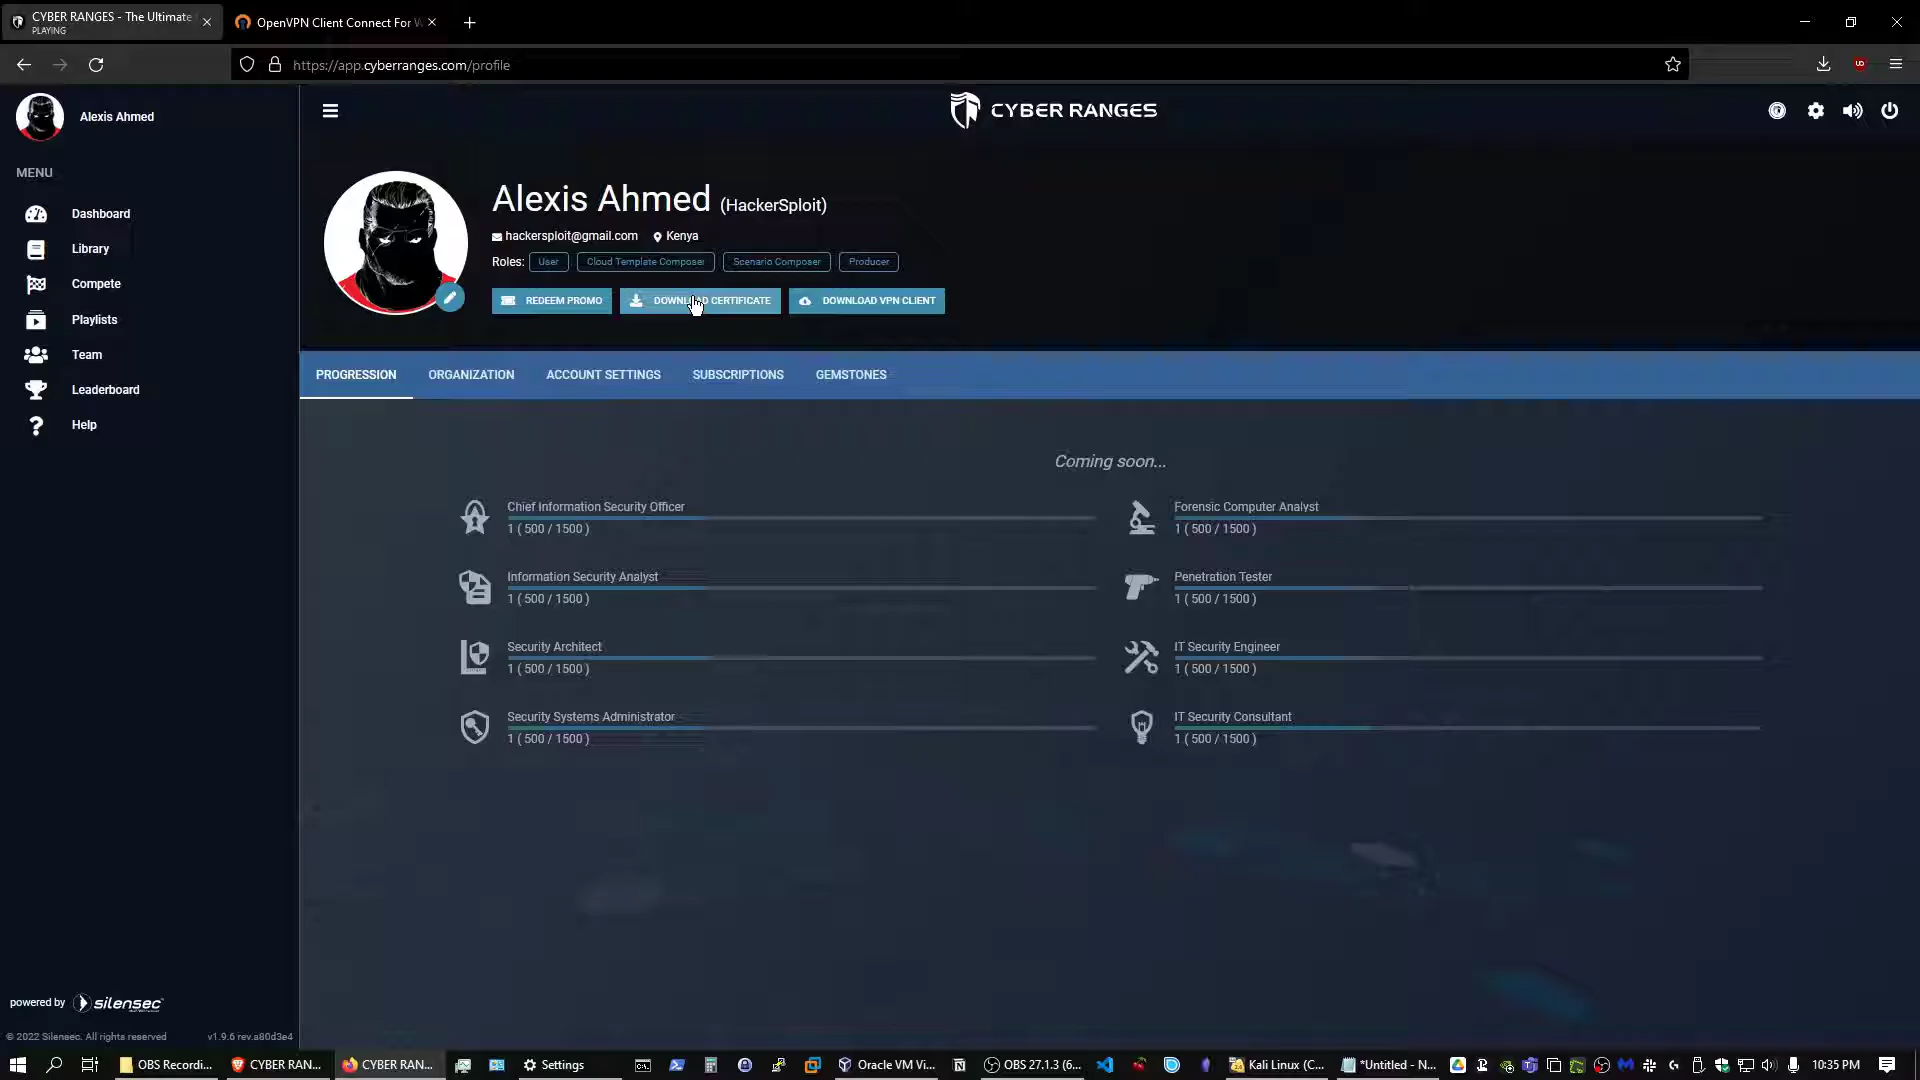 CYBER RANGES - The Ultimate
PLAYING
OpenVPN Client Connect For W
https://app.cyberranges.com/profile
Alexis Ahmed
CYBER RANGES
MENU
Dashboard
Library
Compete
Playlists
Team
Leaderboard
Help
Alexis Ahmed (HackerSploit)
hackersploit@gmail.com Kenya
Roles: User Cloud Template Composer Scenario Composer Producer
REDEEM PROMO DOWNLOAD CERTIFICATE DOWNLOAD VPN CLIENT
PROGRESSION ORGANIZATION ACCOUNT SETTINGS SUBSCRIPTIONS GEMSTONES
Coming soon...
Chief Information Security Officer
1 ( 500 / 1500 )
Forensic Computer Analyst
1 ( 500 / 1500 )
Information Security Analyst
1 ( 500 / 1500 )
Penetration Tester
1 ( 500 / 1500 )
Security Architect
1 ( 500 / 1500 )
IT Security Engineer
1 ( 500 / 1500 )
Security Systems Administrator
1 ( 500 / 1500 )
IT Security Consultant
1 ( 500 / 1500 )
powered by silensec
© 2022 Silensec. All rights reserved v1.9.6 rev.a80d3e4
OBS Recordi... CYBER RAN... CYBER RAN... Settings Oracle VM Vi... OBS 27.1.3 (6... Kali Linux (C... *Untitled - N... 10:35 PM